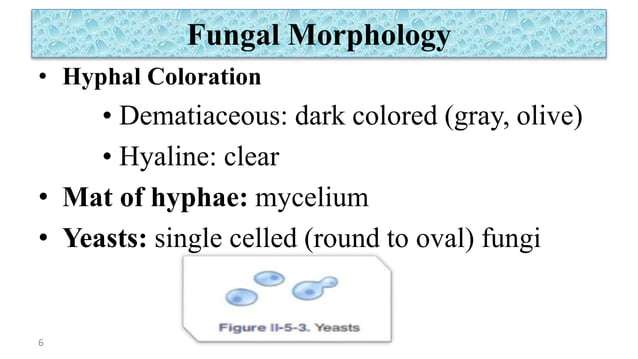 Fungal Morphology
• Hyphal Coloration
• Dematiaceous: dark colored (gray, olive)
• Hyaline: clear
• Mat of hyphae: mycelium
• Yeasts: single celled (round to oval) fungi
Figure II-5-3. Yeasts
6